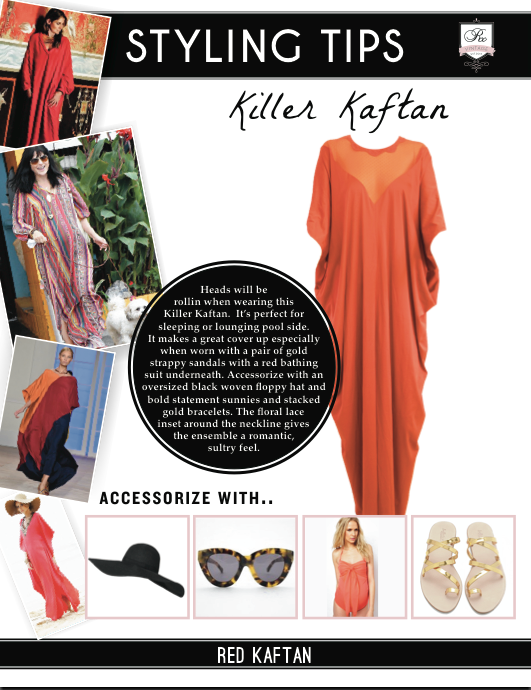 STYLING TIPS
Rox
VINTAGE
Killer Kaftan
Heads will be
rollin when wearing this
Killer Kaftan. It's perfect for
sleeping or lounging pool side.
It makes a great cover up especially
when worn with a pair of gold
strappy sandals with a red bathing
suit underneath. Accessorize with an
oversized black woven floppy hat and
bold statement sunnies and stacked
gold bracelets. The floral lace
inset around the neckline gives
the ensemble a romantic,
sultry feel.
ACCESSORIZE WITH..
RED KAFTAN